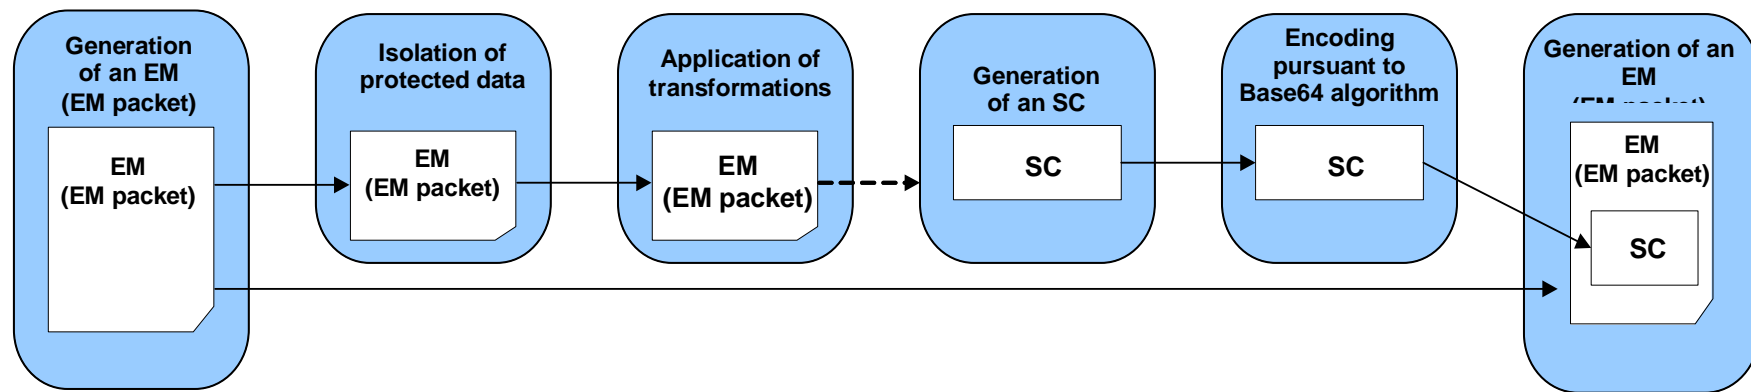 Generation
of an EM
(EM packet)
EM
(EM packet)
Isolation of
protected data
EM
(EM packet)
Application of
transformations
EM
(EM packet)
Generation
of an SC
SC
Encoding
pursuant to
Base64 algorithm
SC
Generation of an
EM
(EM packet)
EM
(EM packet)
SC